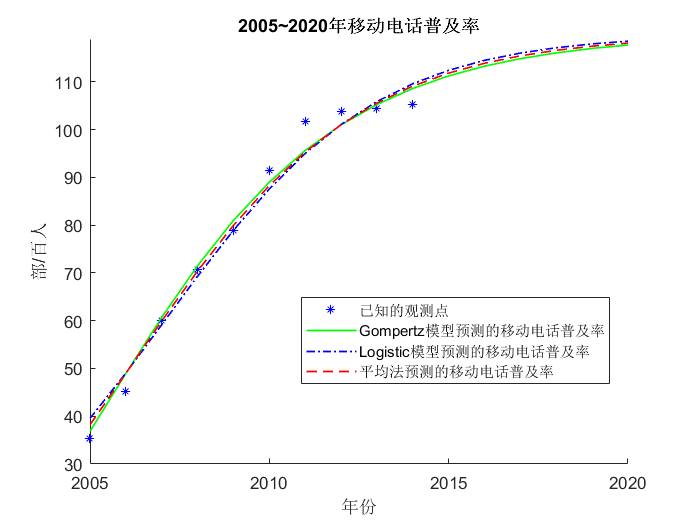 2005~2020年移动电话普及率
部/百人
110
100
90
80
70
60
50
40
30
已知的观测点
Gompertz模型预测的移动电话普及率
Logistic模型预测的移动电话普及率
平均法预测的移动电话普及率
2005
2010
2015
2020
年份